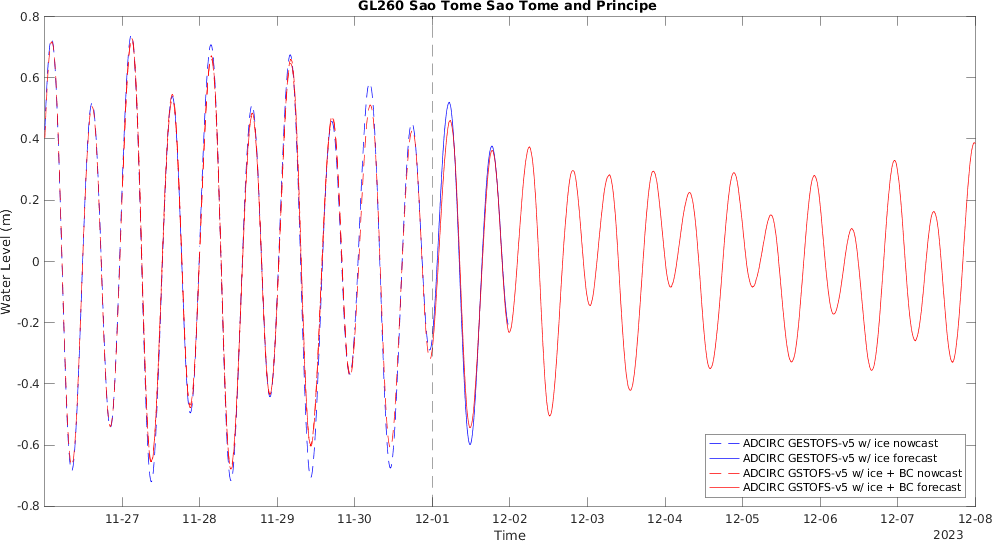 GL260 Sao Tome Sao Tome and Principe
0.8
0.6
0.4
0.2
0
-0.2
-0.4
-0.6
-0.8
Water Level (m)
ADCIRC GESTOFS-v5 w/ ice nowcast
ADCIRC GESTOFS-v5 w/ ice forecast
ADCIRC GSTOFS-v5 w/ ice + BC nowcast
ADCIRC GSTOFS-v5 w/ ice + BC forecast
11-27 11-28 11-29 11-30 12-01 12-02 12-03 12-04 12-05 12-06 12-07 12-08
Time
2023